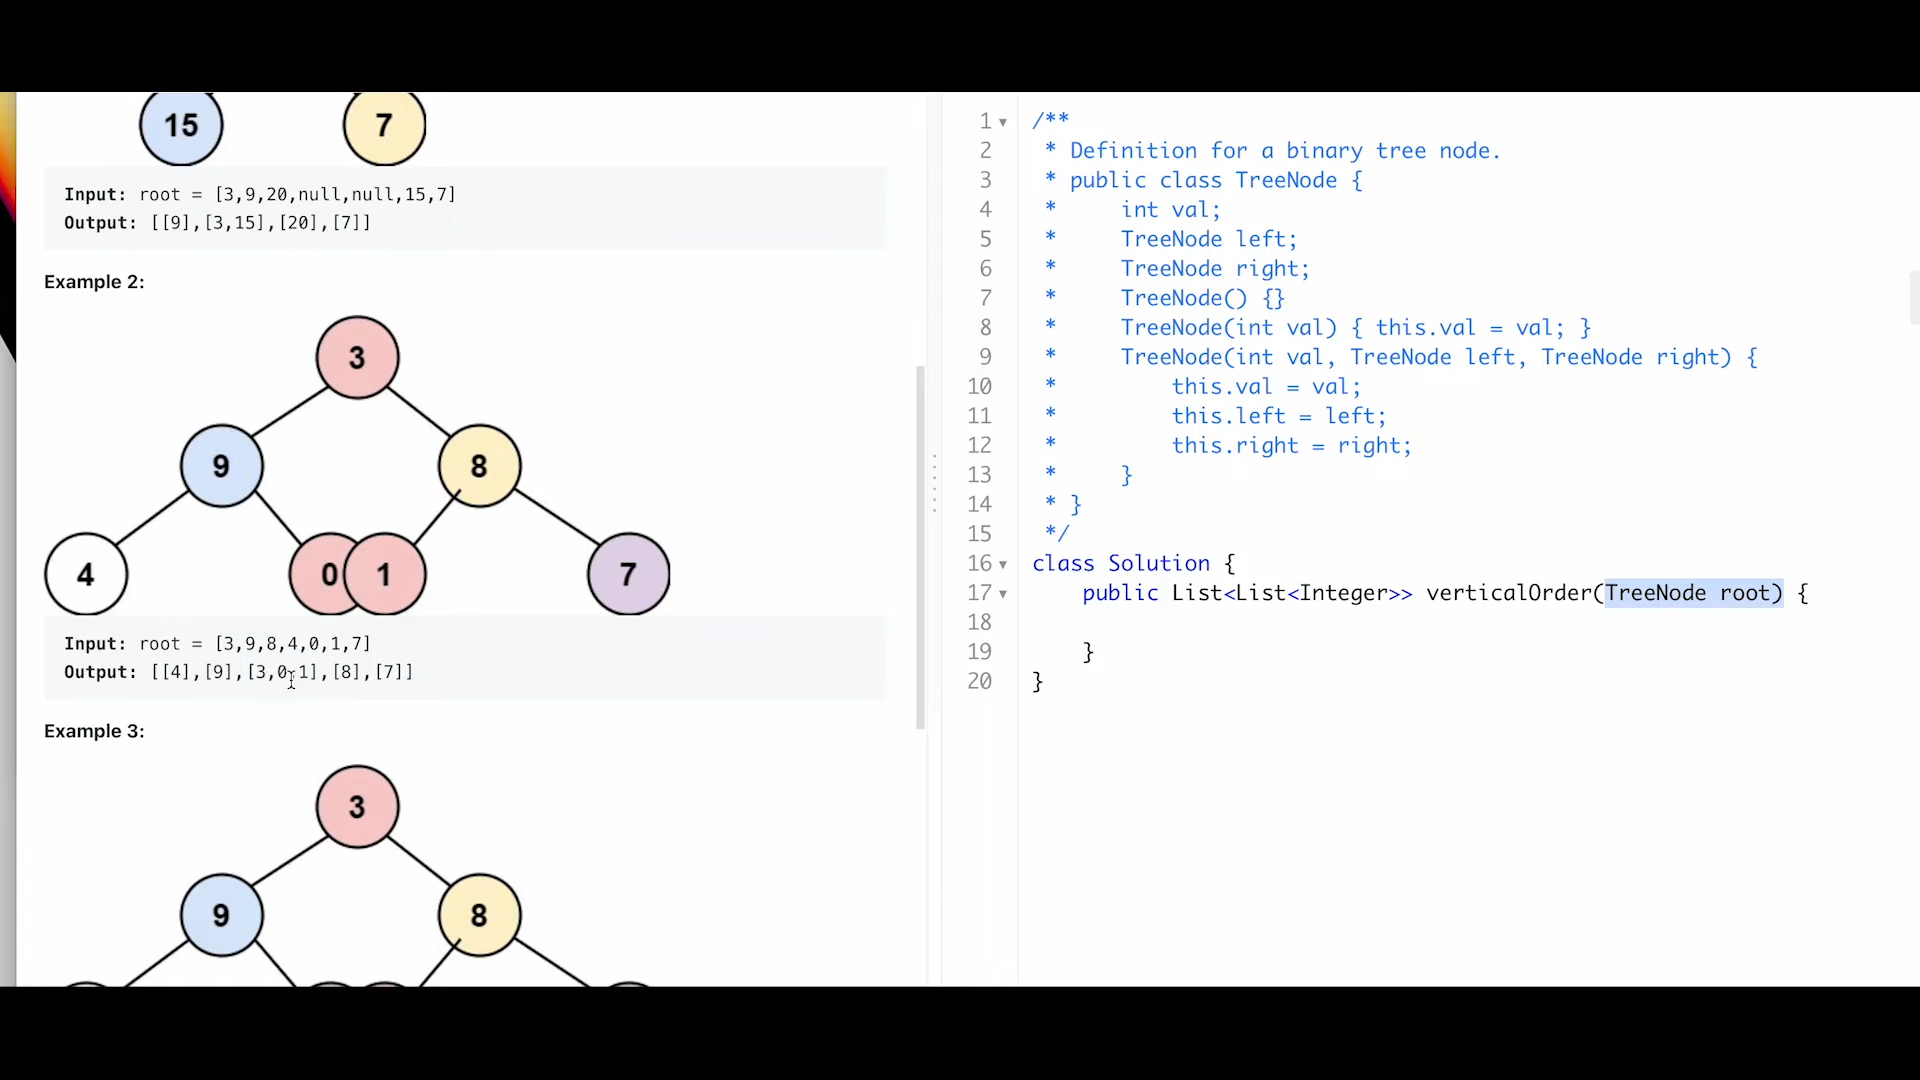 15 7
Input: root = [3,9,20,null,null,15,7]
Output: [[9],[3,15],[20],[7]]
Example 2:
3
9 8
4 0 1 7
Input: root = [3,9,8,4,0,1,7]
Output: [[4],[9],[3,0,1],[8],[7]]
Example 3:
3
9 8
1 /**
2 * Definition for a binary tree node.
3 * public class TreeNode {
4 * int val;
5 * TreeNode left;
6 * TreeNode right;
7 * TreeNode() {}
8 * TreeNode(int val) { this.val = val; }
9 * TreeNode(int val, TreeNode left, TreeNode right) {
10 * this.val = val;
11 * this.left = left;
12 * this.right = right;
13 * }
14 * }
15 */
16 class Solution {
17 public List<List<Integer>> verticalOrder(TreeNode root) {
18
19 }
20 }